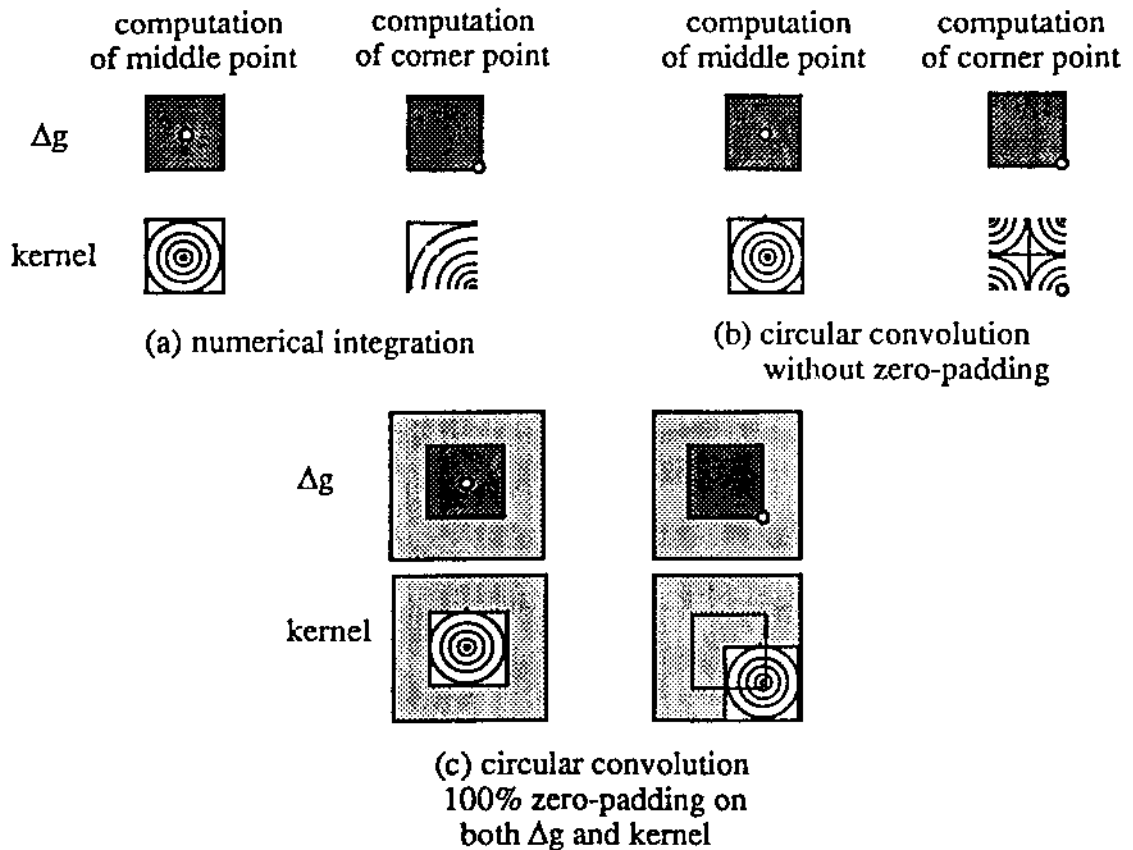 computation
of middle point
computation
of corner point
computation
of middle point
computation
of corner point
Δg
kernel
(a) numerical integration
(b) circular convolution
without zero-padding
Δg
kernel
(c) circular convolution
100% zero-padding on
both Δg and kernel